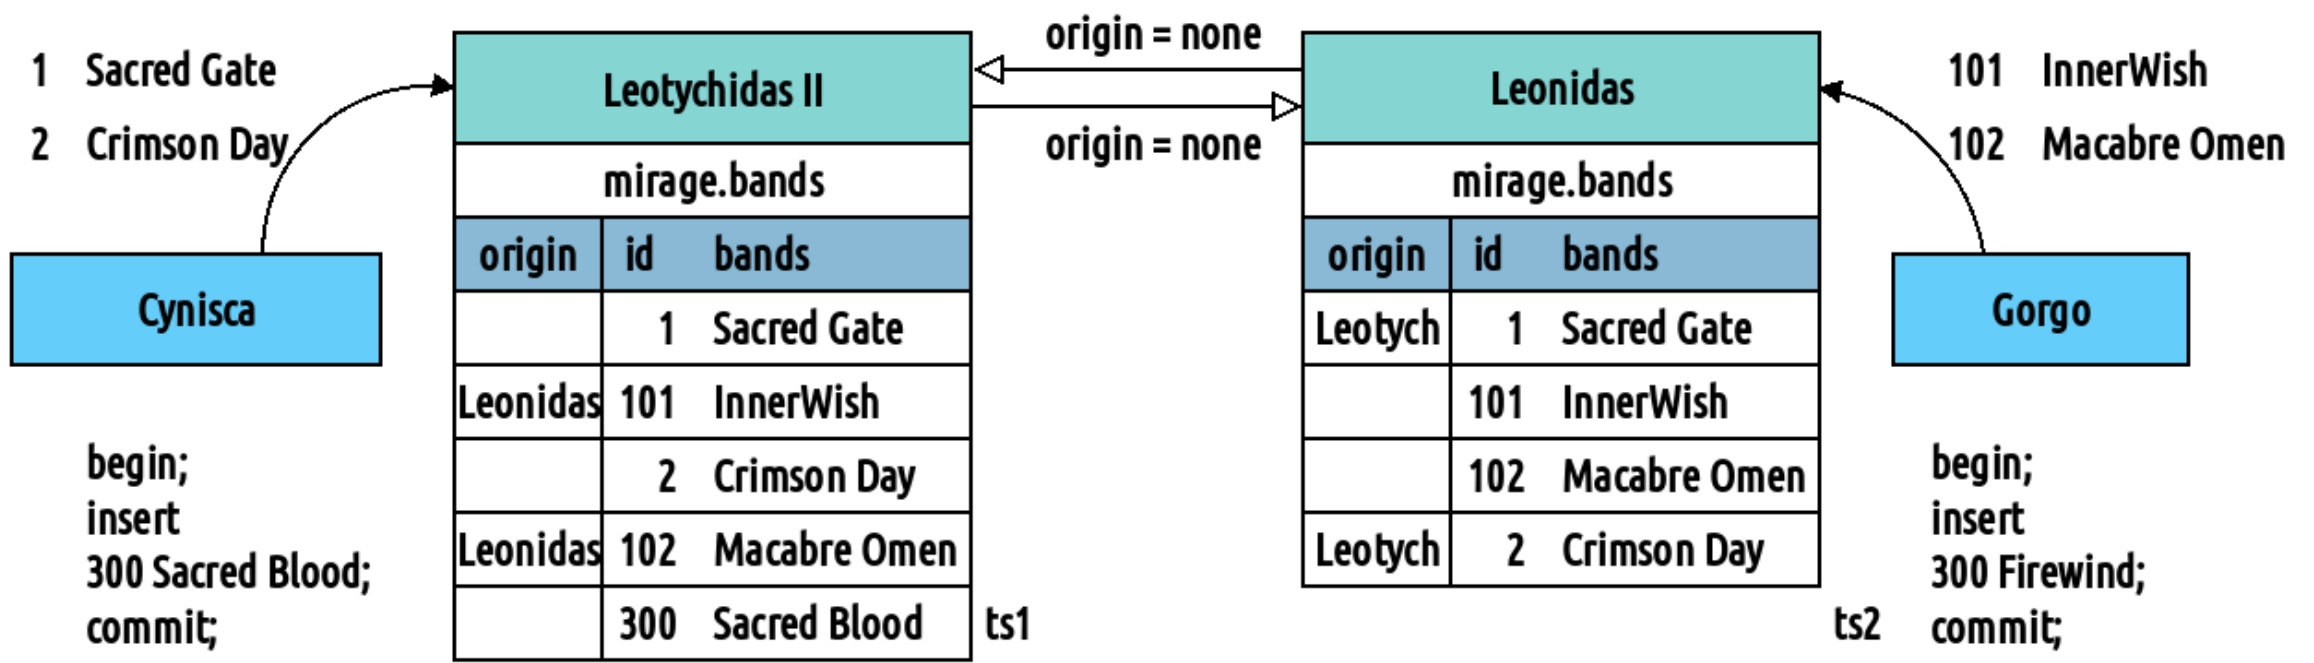 1 Sacred Gate
2 Crimson Day
Cynisca
begin;
insert
300 Sacred Blood;
commit;
Leotychidas II
mirage.bands
origin id bands
1 Sacred Gate
Leonidas 101 InnerWish
2 Crimson Day
Leonidas 102 Macabre Omen
300 Sacred Blood
ts1
origin = none
origin = none
Leonidas
mirage.bands
origin id bands
Leotych 1 Sacred Gate
101 InnerWish
102 Macabre Omen
Leotych 2 Crimson Day
ts2
101 InnerWish
102 Macabre Omen
Gorgo
begin;
insert
300 Firewind;
commit;